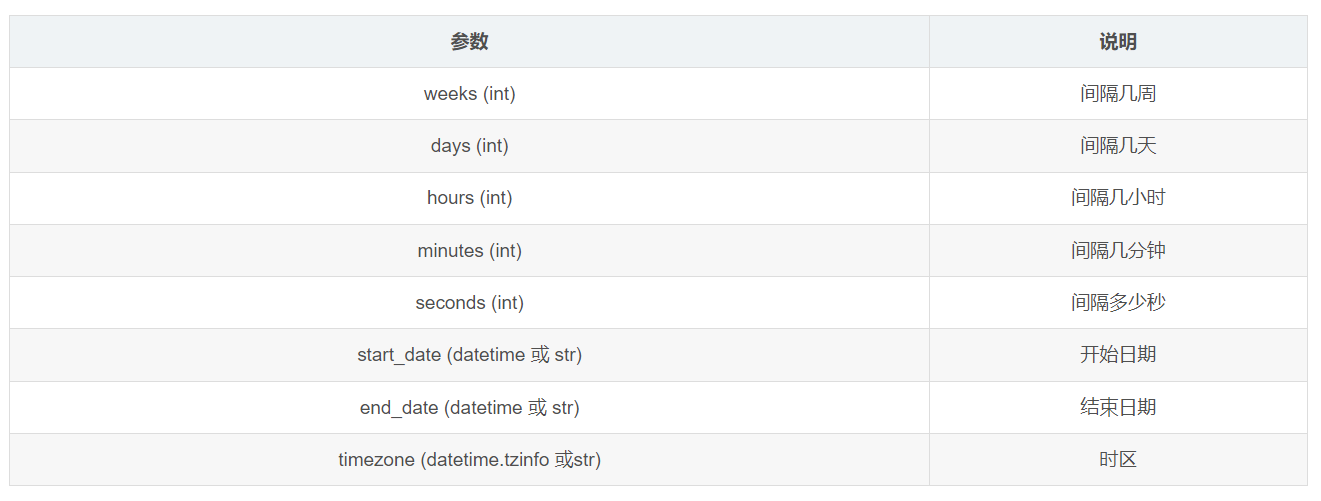 参数 说明
weeks (int) 间隔几周
days (int) 间隔几天
hours (int) 间隔几小时
minutes (int) 间隔几分钟
seconds (int) 间隔多少秒
start_date (datetime 或 str) 开始日期
end_date (datetime 或 str) 结束日期
timezone (datetime.tzinfo 或str) 时区